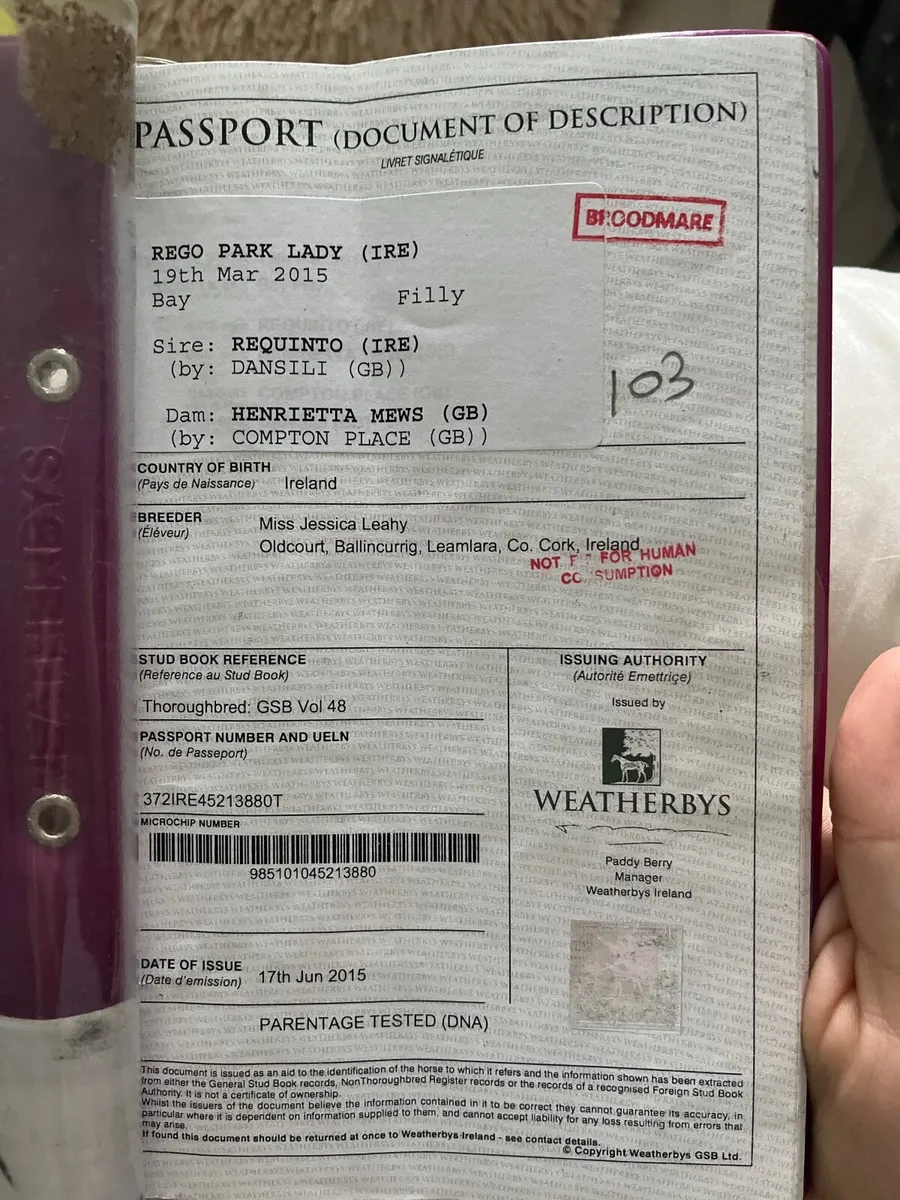 PASSPORT (DOCUMENT OF DESCRIPTION)
LIVRET SIGNALÉTIQUE
BROODMARE
REGO PARK LADY (IRE)
19th Mar 2015
Bay Filly
Sire: REQUINTO (IRE)
(by: DANSILI (GB))
103
Dam: HENRIETTA MEWS (GB)
(by: COMPTON PLACE (GB))
COUNTRY OF BIRTH
(Pays de Naissance) Ireland
BREEDER Miss Jessica Leahy
(Éléveur)
Oldcourt, Ballincurrig, Leamlara, Co. Cork, Ireland
NOT FOR HUMAN
CONSUMPTION
STUD BOOK REFERENCE
(Reference au Stud Book)
Thoroughbred: GSB Vol 48
PASSPORT NUMBER AND UELN
(No. de Passeport)
372IRE45213880T
MICROCHIP NUMBER
985101045213880
DATE OF ISSUE
(Date d'emission) 17th Jun 2015
PARENTAGE TESTED (DNA)
ISSUING AUTHORITY
(Autorité Emettriçe)
Issued by
WEATHERBYS
Paddy Berry
Manager
Weatherbys Ireland
This document is issued as an aid to the identification of the horse to which it refers and the information shown has been extracted
from either the General Stud Book records, NonThoroughbred Register records or the records of a recognised Foreign Stud Book
Authority. It is not a certificate of ownership.
Whilst the issuers of the document believe the information contained in it to be correct they cannot guarantee its accuracy, in
particular where it is dependent on information supplied to them, and cannot accept liability for any loss resulting from errors that
may arise.
If found this document should be returned at once to Weatherbys Ireland - see contact details.
© Copyright Weatherbys GSB Ltd.
WEATHERBYS